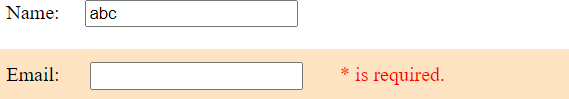 Name: abc
Email: * is required.